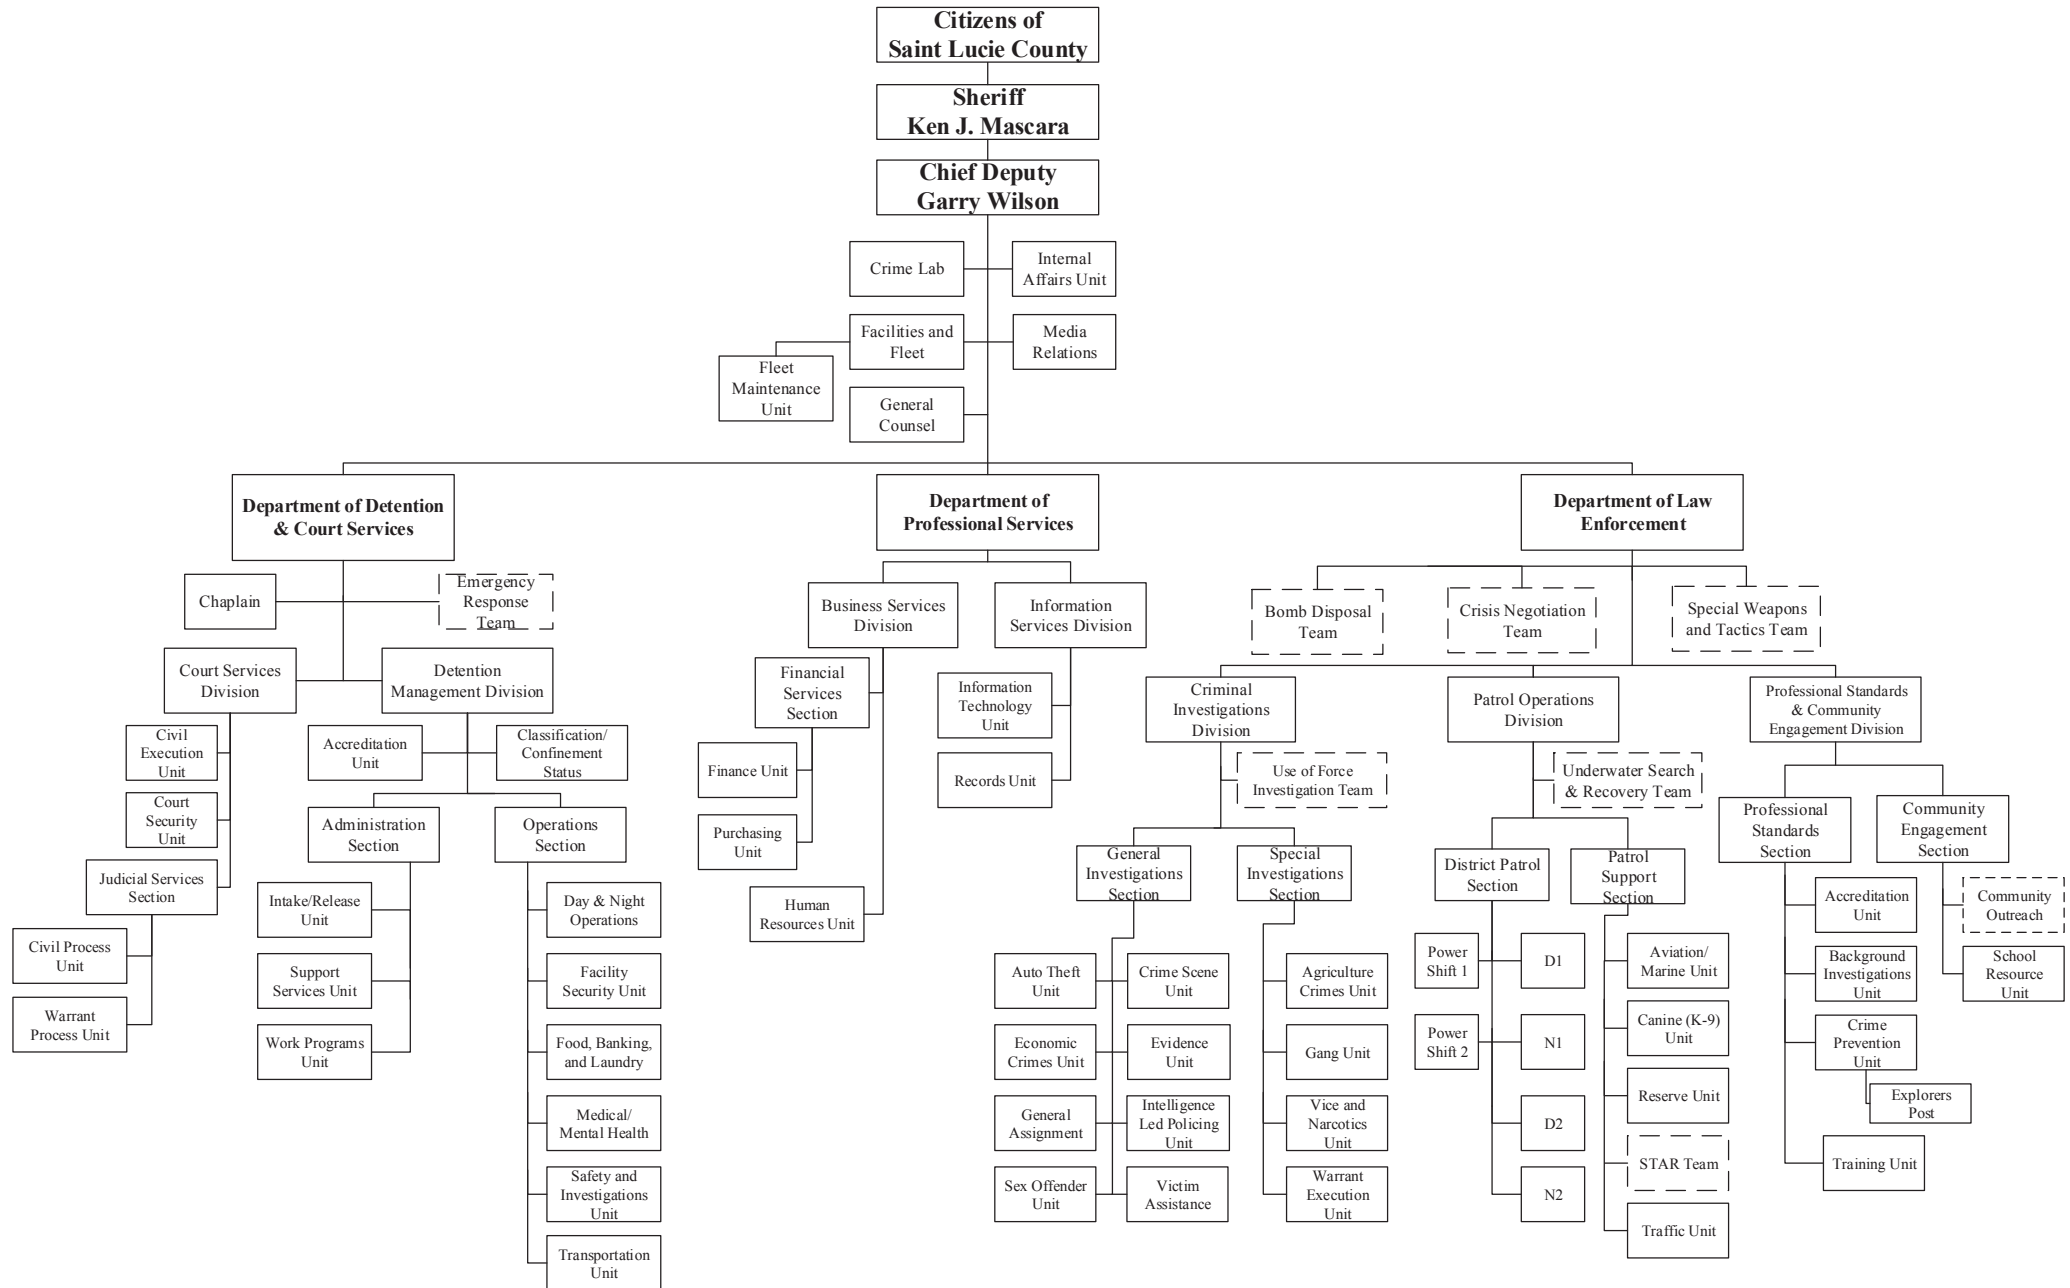 Citizens of
Saint Lucie County
Sheriff
Ken J. Mascara
Chief Deputy
Garry Wilson
Crime Lab
Internal
Affairs Unit
Facilities and
Fleet
Media
Relations
Fleet
Maintenance
Unit
General
Counsel
Department of Detention
& Court Services
Department of
Professional Services
Department of Law
Enforcement
Chaplain
Emergency
Response
Team
Court Services
Division
Detention
Management Division
Civil
Execution
Unit
Court
Security
Unit
Judicial Services
Section
Civil Process
Unit
Warrant
Process Unit
Accreditation
Unit
Classification/
Confinement
Status
Administration
Section
Operations
Section
Intake/Release
Unit
Support
Services Unit
Work Programs
Unit
Day & Night
Operations
Facility
Security Unit
Food, Banking,
and Laundry
Medical/
Mental Health
Safety and
Investigations
Unit
Transportation
Unit
Business Services
Division
Information
Services Division
Financial
Services
Section
Finance Unit
Purchasing
Unit
Human
Resources Unit
Information
Technology
Unit
Records Unit
Bomb Disposal
Team
Crisis Negotiation
Team
Special Weapons
and Tactics Team
Criminal
Investigations
Division
Patrol Operations
Division
Professional Standards
& Community
Engagement Division
Use of Force
Investigation Team
Underwater Search
& Recovery Team
General
Investigations
Section
Special
Investigations
Section
Auto Theft
Unit
Crime Scene
Unit
Economic
Crimes Unit
Evidence
Unit
General
Assignment
Intelligence
Led Policing
Unit
Sex Offender
Unit
Victim
Assistance
Agriculture
Crimes Unit
Gang Unit
Vice and
Narcotics
Unit
Warrant
Execution
Unit
District Patrol
Section
Patrol
Support
Section
Power
Shift 1
D1
Power
Shift 2
N1
D2
N2
Aviation/
Marine Unit
Canine (K-9)
Unit
Reserve Unit
STAR Team
Traffic Unit
Professional
Standards
Section
Community
Engagement
Section
Accreditation
Unit
Background
Investigations
Unit
Crime
Prevention
Unit
Explorers
Post
Training Unit
Community
Outreach
School
Resource
Unit